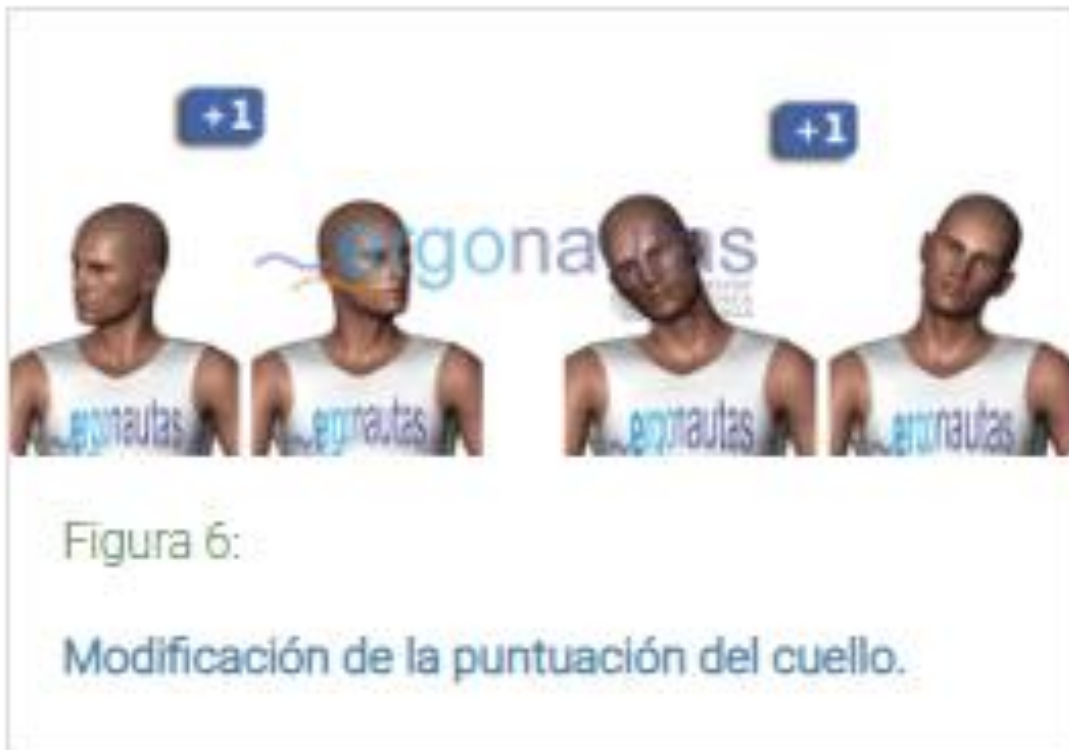 +1
+1
ergonautas
ergonautas
ergonautas
ergonautas
ergonautas
Figura 6:
Modificación de la puntuación del cuello.